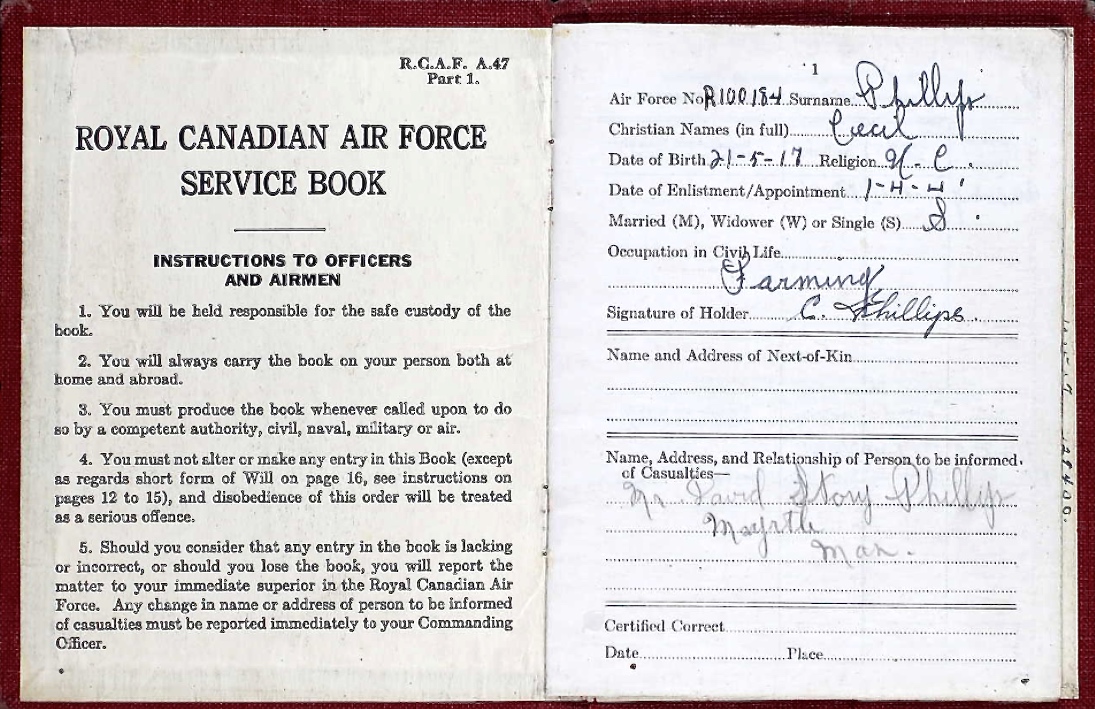 R.C.A.F. A.47
Part 1.
ROYAL CANADIAN AIR FORCE
SERVICE BOOK
INSTRUCTIONS TO OFFICERS
AND AIRMEN
1. You will be held responsible for the safe custody of the
book.
2. You will always carry the book on your person both at
home and abroad.
3. You must produce the book whenever called upon to do
so by a competent authority, civil, naval, military or air.
4. You must not alter or make any entry in this Book (except
as regards short form of Will on page 16, see instructions on
pages 12 to 15), and disobedience of this order will be treated
as a serious offence.
5. Should you consider that any entry in the book is lacking
or incorrect, or should you lose the book, you will report the
matter to your immediate superior in the Royal Canadian Air
Force. Any change in name or address of person to be informed
of casualties must be reported immediately to your Commanding
Officer.
1
Air Force No. R100184 Surname Phillips
Christian Names (in full) Cecil
Date of Birth 21-5-17 Religion U.C.
Date of Enlistment/Appointment 1-4-4
Married (M), Widower (W) or Single (S) S
Occupation in Civil Life
Farming
Signature of Holder C. Phillips.
Name and Address of Next-of-Kin
Name, Address, and Relationship of Person to be informed
of Casualties—
Mr. David Story Phillips
Myrtle
Man.
Certified Correct
Date Place